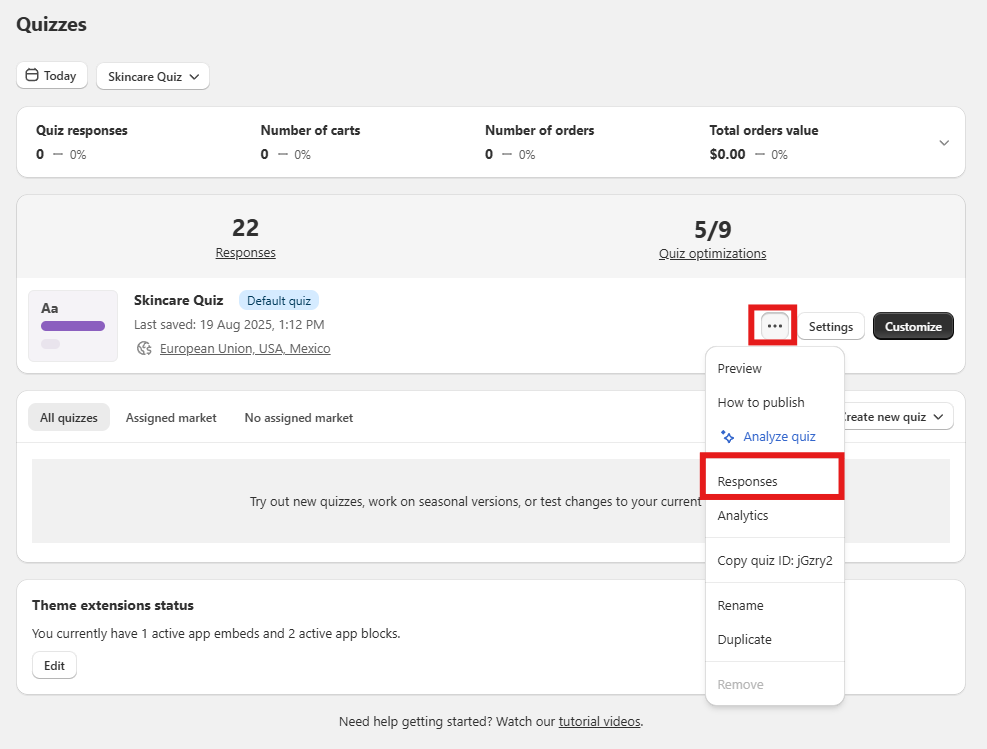 Quizzes
Today
Skincare Quiz
Quiz responses
0 — 0%
Number of carts
0 — 0%
Number of orders
0 — 0%
Total orders value
$0.00 — 0%
22
Responses
5/9
Quiz optimizations
Aa
Skincare Quiz
Default quiz
Last saved: 19 Aug 2025, 1:12 PM
European Union, USA, Mexico
Settings
Customize
Preview
How to publish
Analyze quiz
Responses
Analytics
Copy quiz ID: jGzry2
Rename
Duplicate
Remove
All quizzes
Assigned market
No assigned market
Create new quiz
Try out new quizzes, work on seasonal versions, or test changes to your current
Theme extensions status
You currently have 1 active app embeds and 2 active app blocks.
Edit
Need help getting started? Watch our tutorial videos.